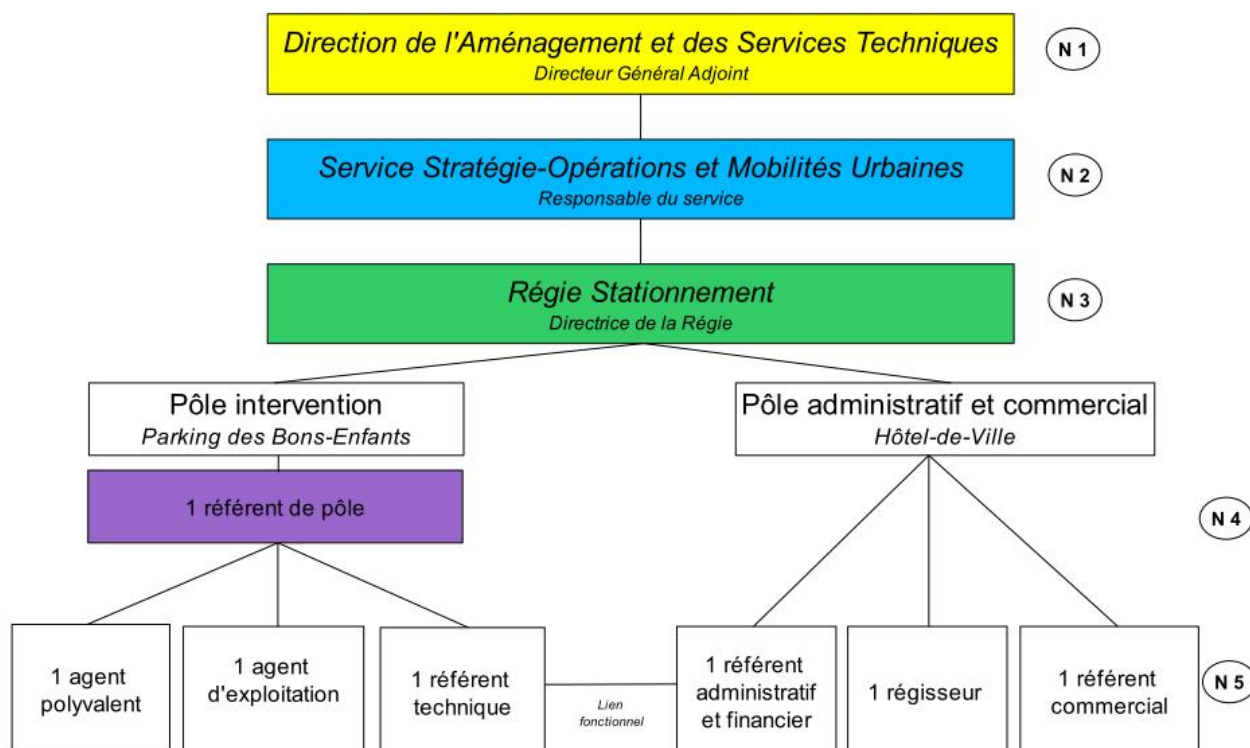 Direction de l'Aménagement et des Services Techniques
Directeur Général Adjoint
N 1
Service Stratégie-Opérations et Mobilités Urbaines
Responsable du service
N 2
Régie Stationnement
Directrice de la Régie
N 3
Pôle intervention
Parking des Bons-Enfants
Pôle administratif et commercial
Hôtel-de-Ville
1 référent de pôle
N 4
1 agent
polyvalent
1 agent
d'exploitation
1 référent
technique
Lien
fonctionnel
1 référent
administratif
et financier
1 régisseur
1 référent
commercial
N 5